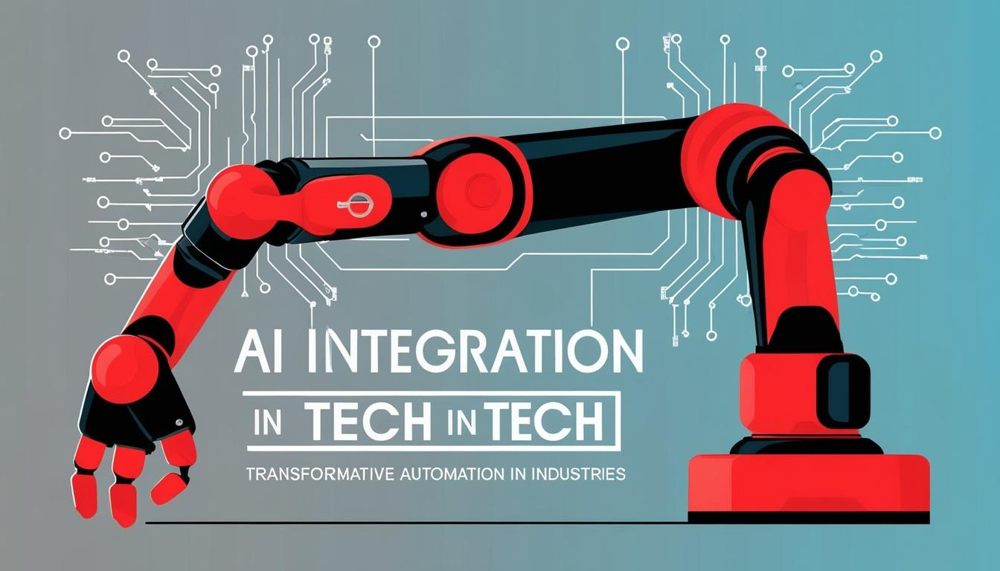 AI INTEGRATION
IN TECH IN TECH
TRANSFORMATIVE AUTOMATION IN INDUSTRIES